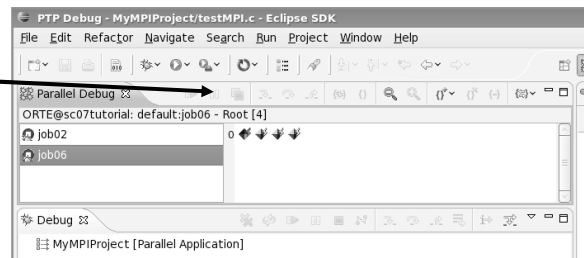 PTP Debug - MyMPIProject/testMPI.c - Eclipse SDK
File Edit Refactor Navigate Search Run Project Window Help
Parallel Debug
ORTE@sc07tutorial: default:job06 - Root [4]
job02
0
job06
Debug
MyMPIProject [Parallel Application]